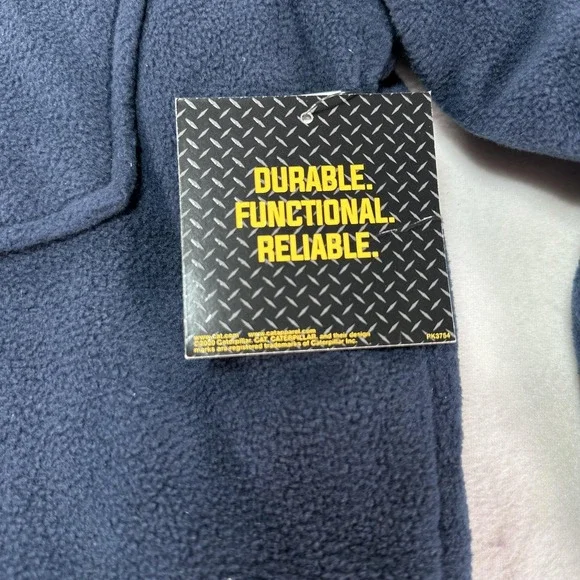 DURABLE.
FUNCTIONAL.
RELIABLE.
www.cat.com www.catapparel.com
©2020 Caterpillar. CAT, CATERPILLAR, and their design
marks are registered trademarks of Caterpillar Inc.
PK3754